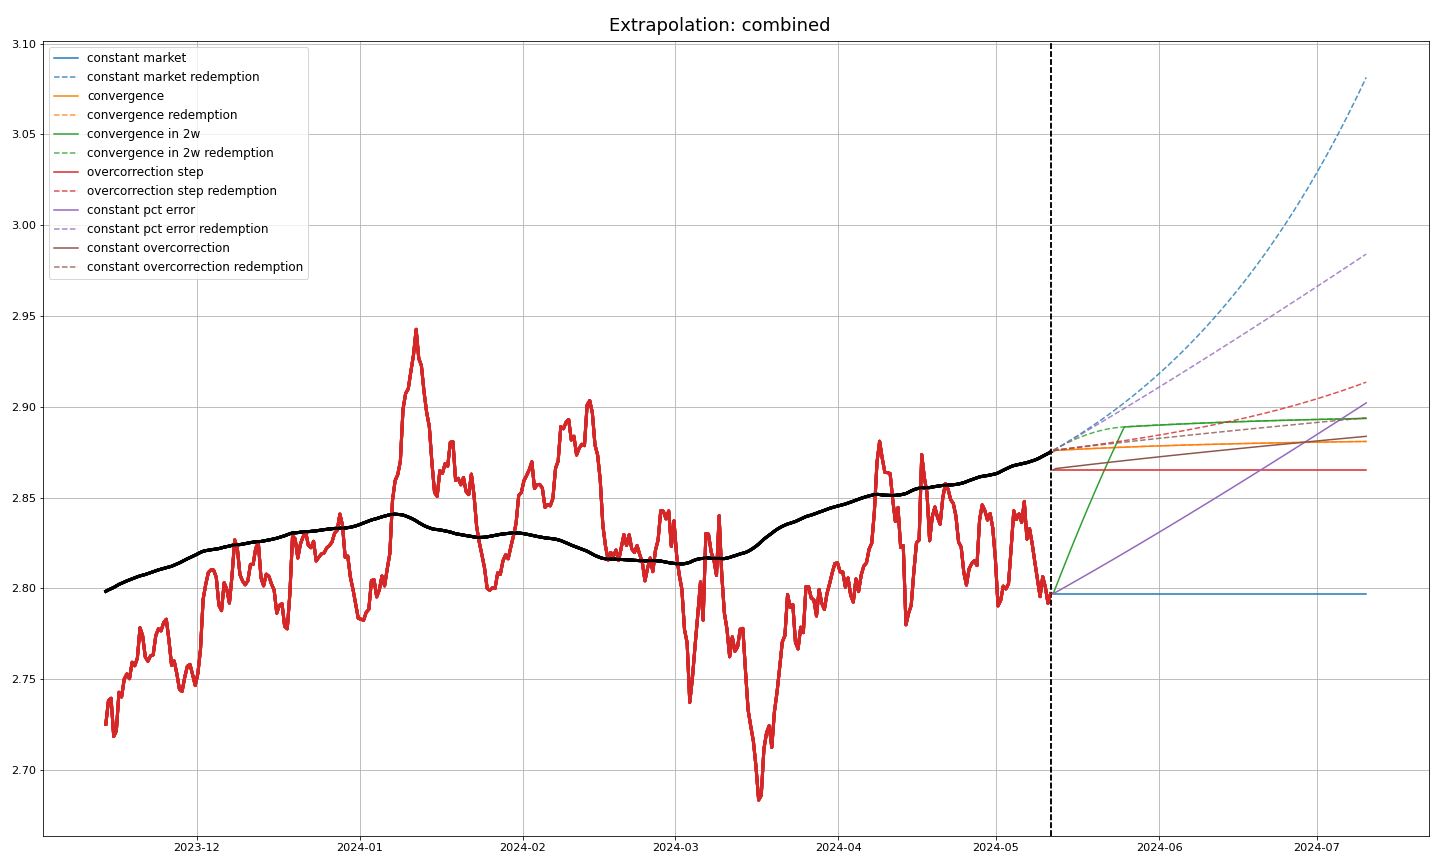 Extrapolation: combined
3.10
3.05
3.00
2.95
2.90
2.85
2.80
2.75
2.70
constant market
constant market redemption
convergence
convergence redemption
convergence in 2w
convergence in 2w redemption
overcorrection step
overcorrection step redemption
constant pct error
constant pct error redemption
constant overcorrection
constant overcorrection redemption
2023-12
2024-01
2024-02
2024-03
2024-04
2024-05
2024-06
2024-07